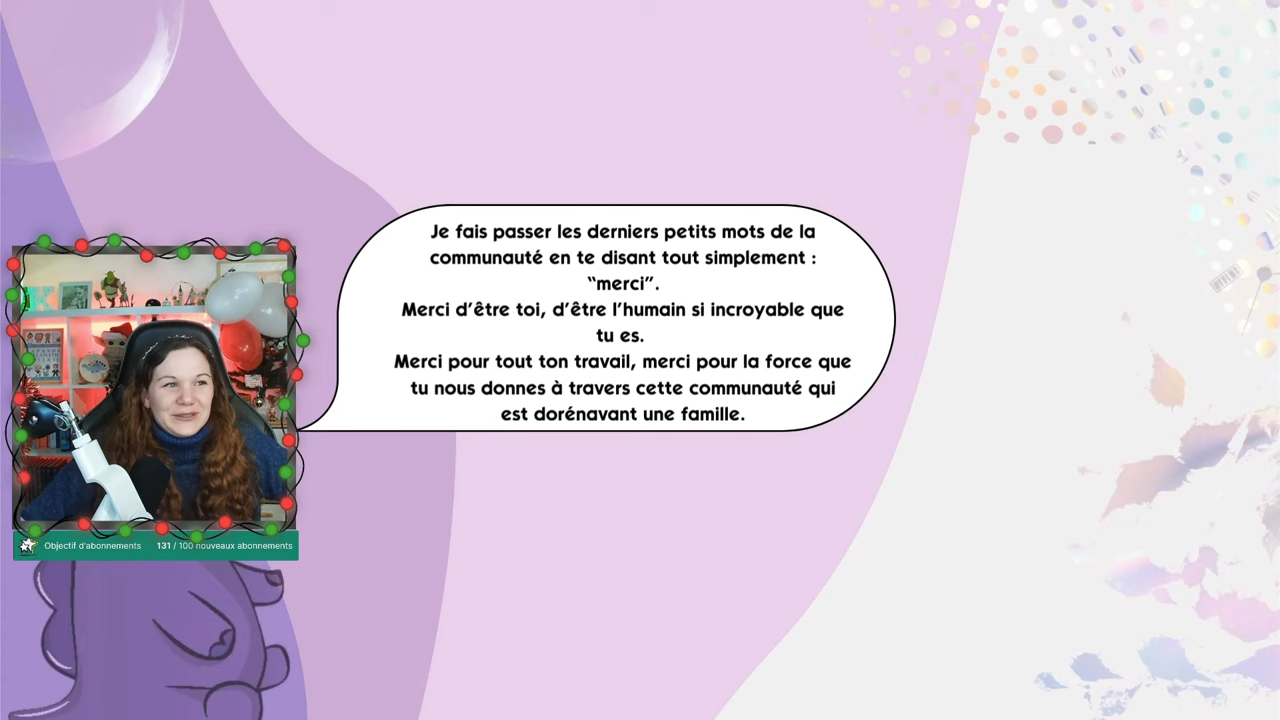 Je fais passer les derniers petits mots de la
communauté en te disant tout simplement :
“merci”.
Merci d’être toi, d’être l’humain si incroyable que
tu es.
Merci pour tout ton travail, merci pour la force que
tu nous donnes à travers cette communauté qui
est dorénavant une famille.
Objectif d'abonnements 131 / 100 nouveaux abonnements